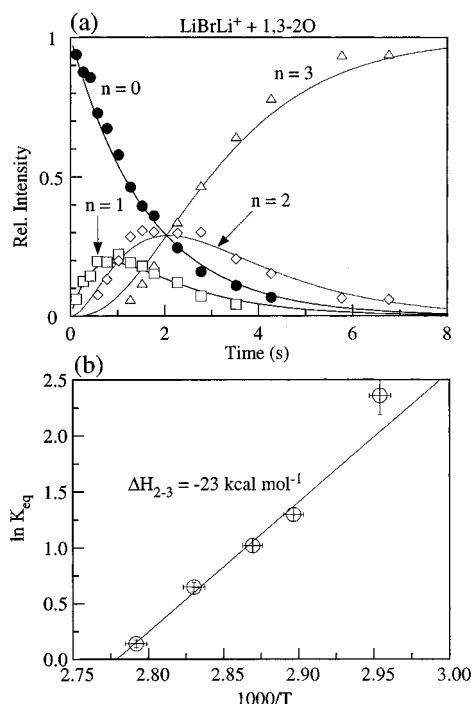 (a)
LiBrLi⁺ + 1,3-2O
1
n = 0
n = 3
Rel. Intensity
0.5
n = 1
n = 2
0
0 2 4 6 8
Time (s)
(b)
2.5
2.0
ΔH₂₋₃ = -23 kcal mol⁻¹
ln K_eq
1.5
1.0
0.5
0.0
2.75 2.80 2.85 2.90 2.95 3.00
1000/T